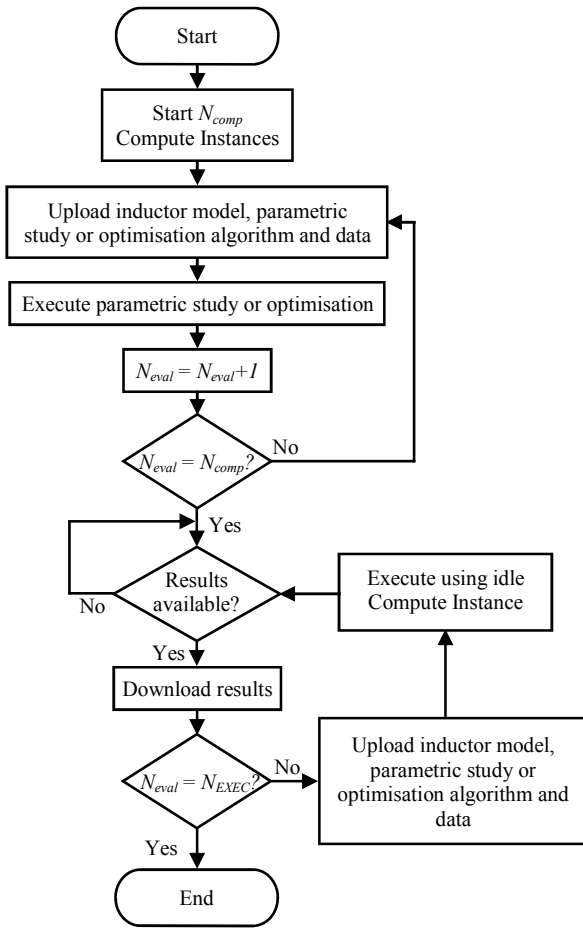 Start
Start N_comp
Compute Instances
Upload inductor model, parametric
study or optimisation algorithm and data
Execute parametric study or optimisation
N_eval = N_eval+1
N_eval = N_comp?
No
Yes
Results
available?
No
Execute using idle
Compute Instance
Yes
Download results
N_eval = N_EXEC?
No
Upload inductor model,
parametric study or
optimisation algorithm and
data
Yes
End